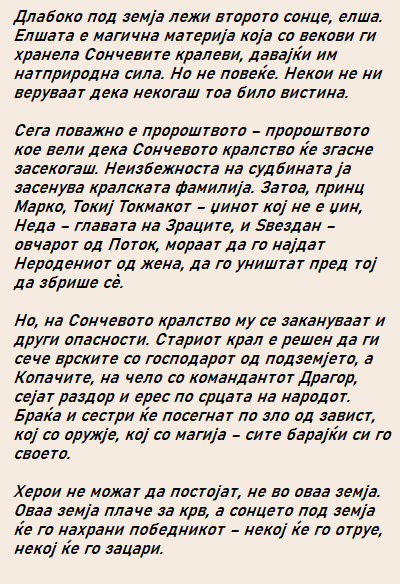 Длабоко под земја лежи второто сонце, елша.
Елшата е магична материја која со векови ги
хранела Сончевите кралеви, давајќи им
натприродна сила. Но не повеќе. Некои не ни
веруваат дека некогаш тоа било вистина.

Сега поважно е пророштвото – пророштвото
кое вели дека Сончевото кралство ќе згасне
засекогаш. Неизбежноста на судбината ја
засенува кралската фамилија. Затоа, принц
Марко, Токиј Токмакот – џинот кој не е џин,
Неда – главата на Зраците, и Ѕвездан –
овчарот од Поток, мораат да го најдат
Неродениот од жена, да го уништат пред тој
да збрише сѐ.

Но, на Сончевото кралство му се закануваат и
други опасности. Стариот крал е решен да ги
сече врските со господарот од подземјето, а
Копачите, на чело со командантот Драгор,
сејат раздор и ерес по срцата на народот.
Браќа и сестри ќе посегнат по зло од завист,
кој со оружје, кој со магија – сите барајќи си го
своето.

Херои не можат да постојат, не во оваа земја.
Оваа земја плаче за крв, а сонцето под земја
ќе го нахрани победникот – некој ќе го отруе,
некој ќе го зацари.